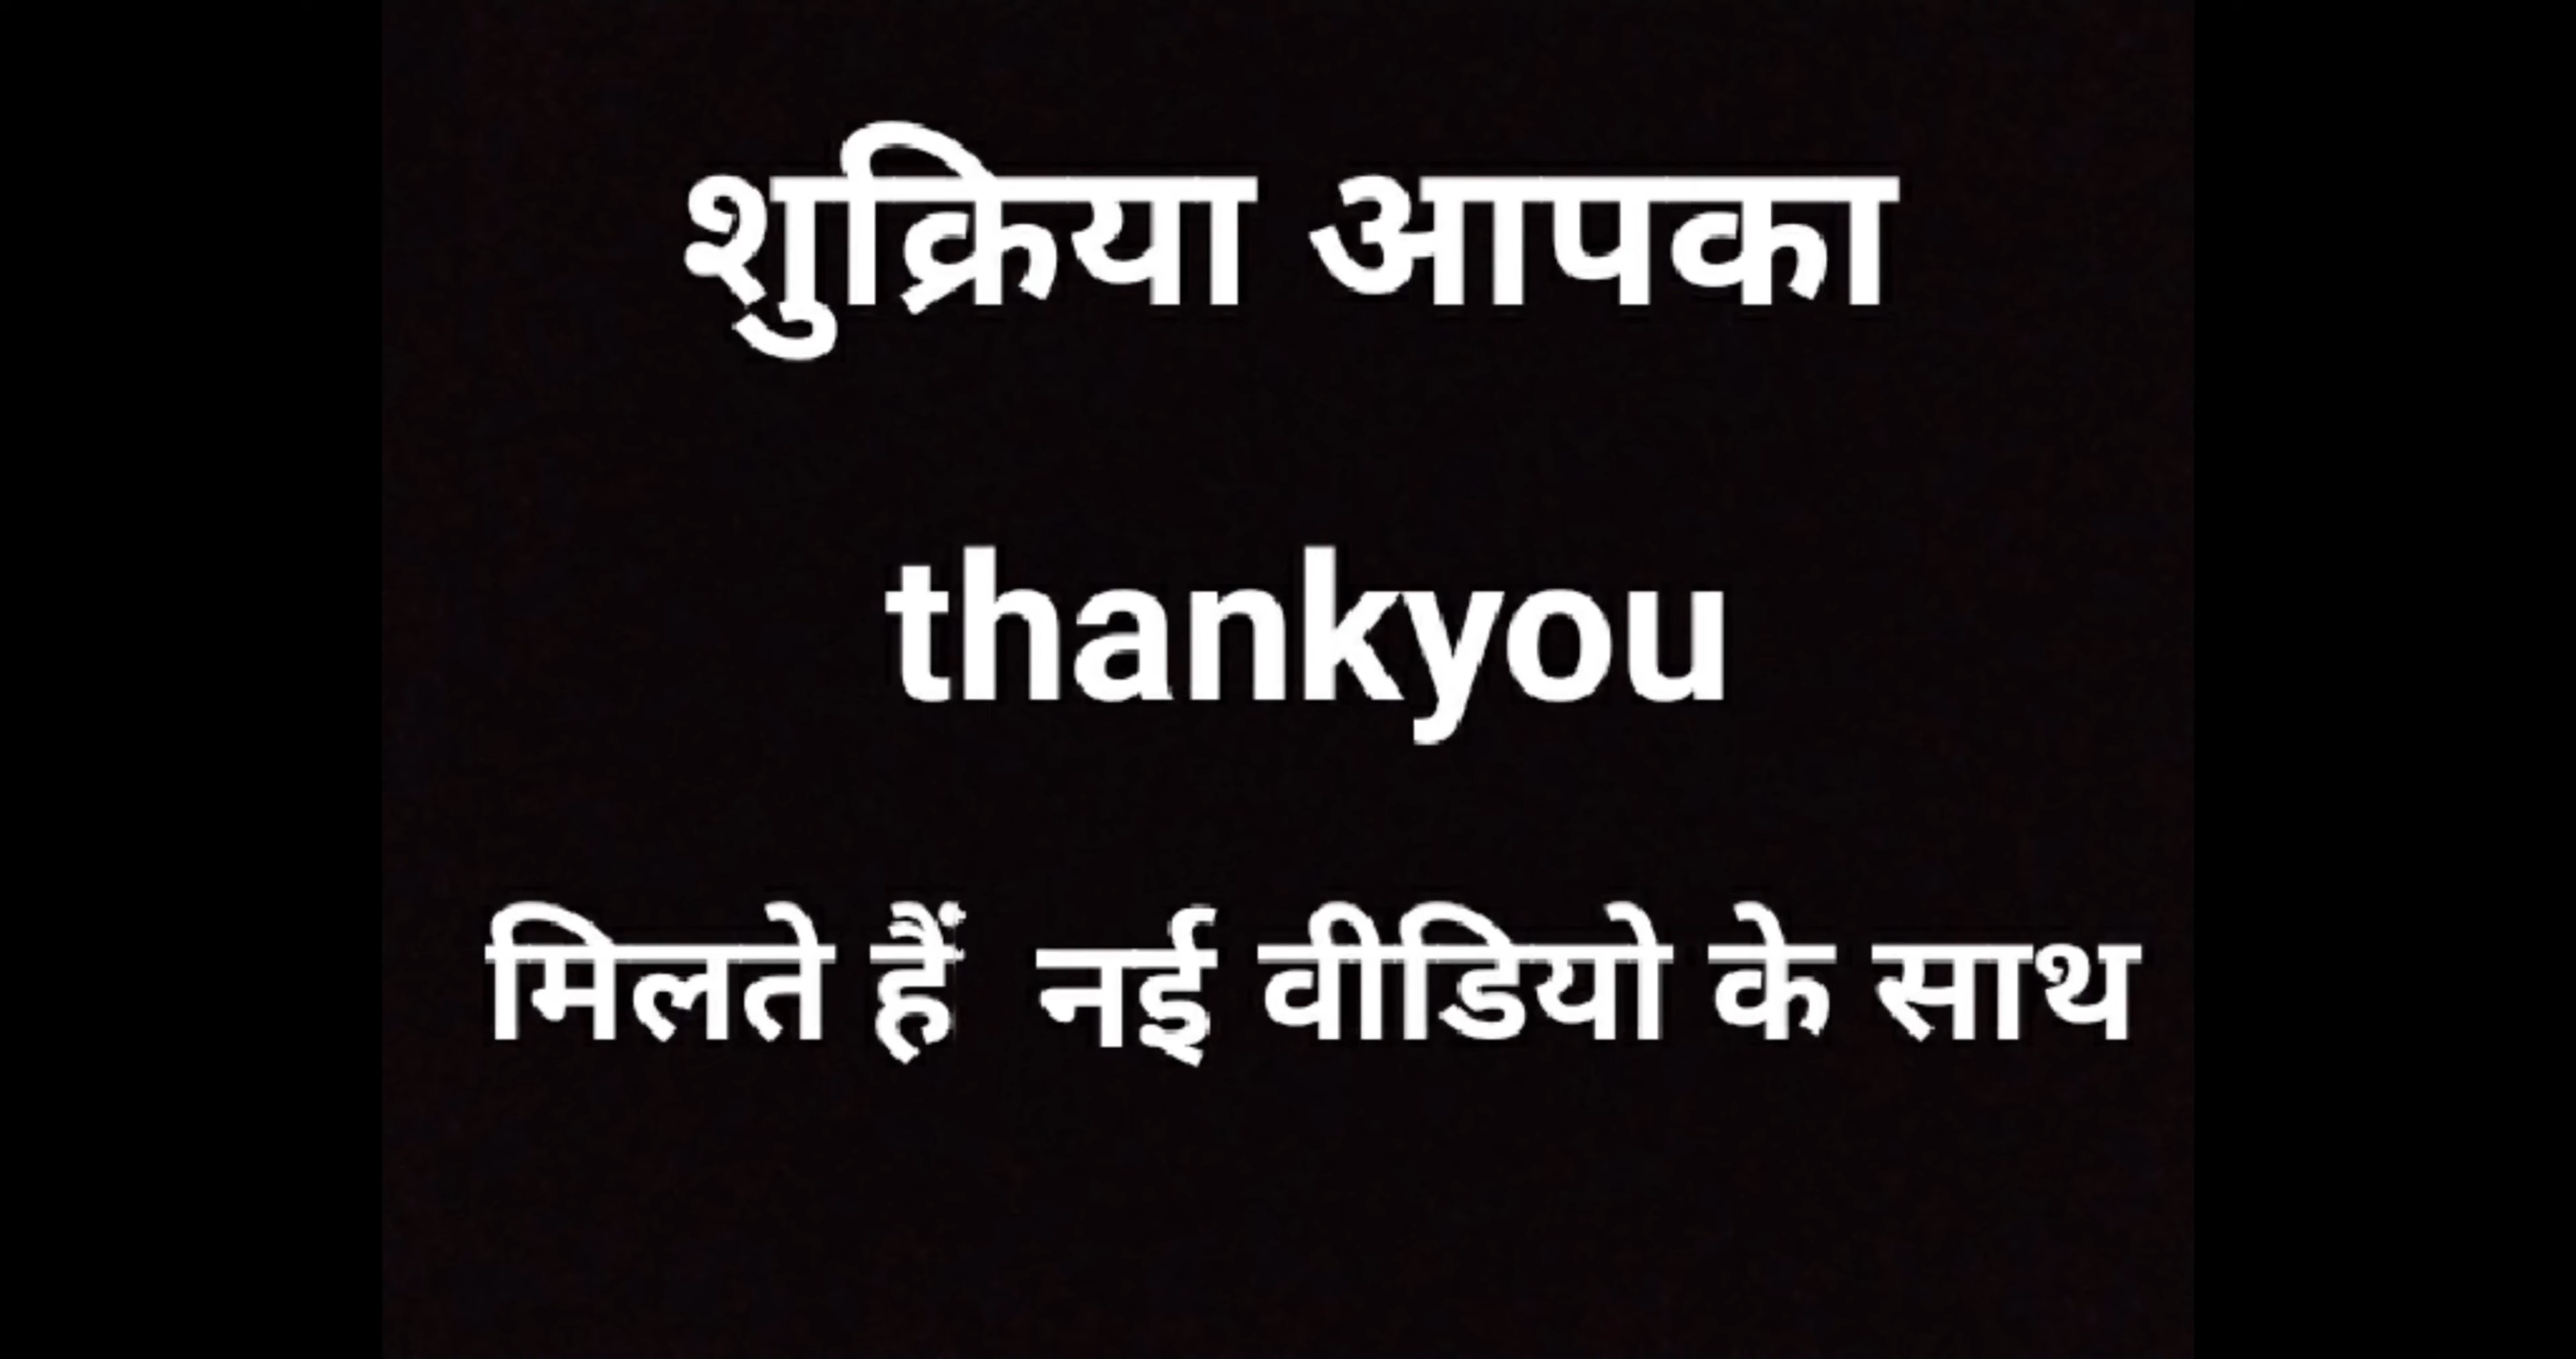 शुक्रिया आपका
thankyou
मिलते हैं नई वीडियो के साथ